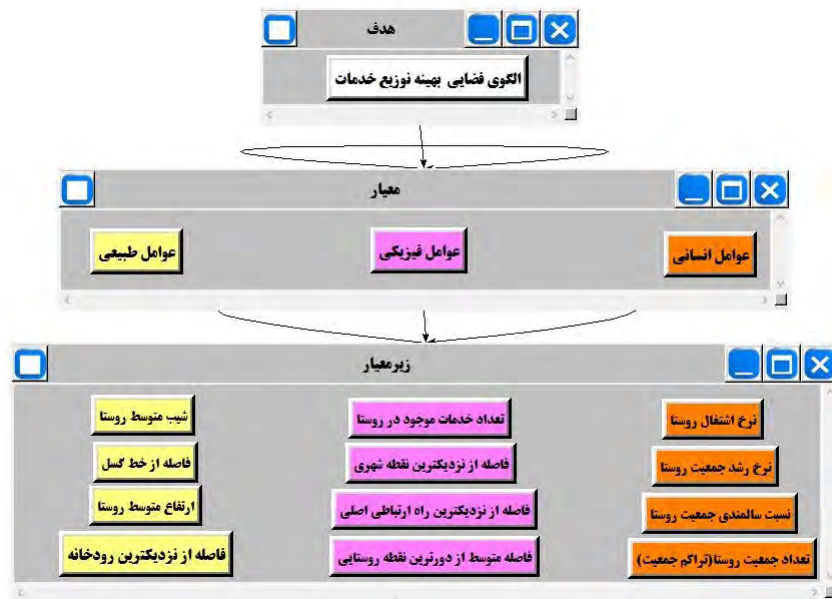 هدف
الگوی فضایی بهینه توزیع خدمات
معیار
عوامل انسانی
عوامل فیزیکی
عوامل طبیعی
زیرمعیار
نرخ اشتغال روستا
نرخ رشد جمعیت روستا
نسبت سالمندی جمعیت روستا
تعداد جمعیت روستا(تراکم جمعیت)
تعداد خدمات موجود در روستا
فاصله از نزدیکترین نقطه شهری
فاصله از نزدیکترین راه ارتباطی اصلی
فاصله متوسط از دورترین نقطه روستایی
شیب متوسط روستا
فاصله از خط گسل
ارتفاع متوسط روستا
فاصله از نزدیکترین رودخانه